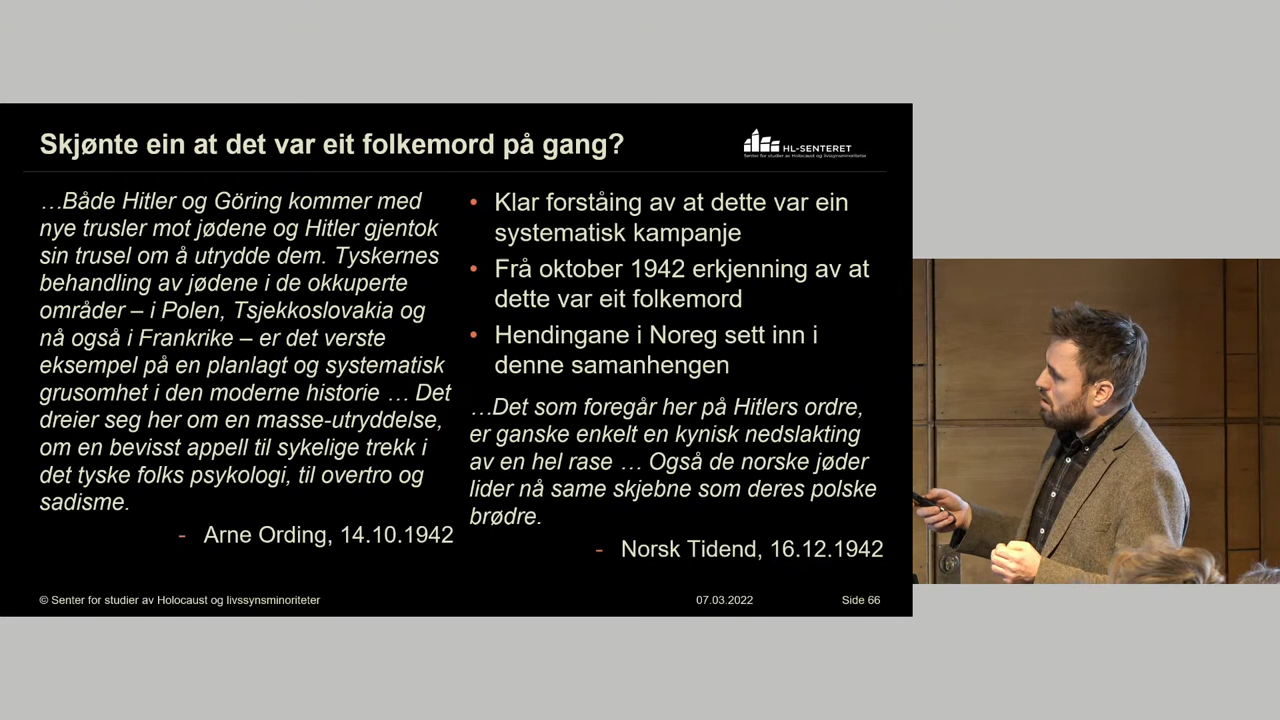 Skjønte ein at det var eit folkemord på gang?
HL-SENTERET
Senter for studier av Holocaust og livssynsminoriteter
…Både Hitler og Göring kommer med
nye trusler mot jødene og Hitler gjentok
sin trusel om å utrydde dem. Tyskernes
behandling av jødene i de okkuperte
områder – i Polen, Tsjekkoslovakia og
nå også i Frankrike – er det verste
eksempel på en planlagt og systematisk
grusomhet i den moderne historie … Det
dreier seg her om en masse-utryddelse,
om en bevisst appell til sykelige trekk i
det tyske folks psykologi, til overtro og
sadisme.
- Arne Ording, 14.10.1942
• Klar forståing av at dette var ein
systematisk kampanje
• Frå oktober 1942 erkjenning av at
dette var eit folkemord
• Hendingane i Noreg sett inn i
denne samanhengen
…Det som foregår her på Hitlers ordre,
er ganske enkelt en kynisk nedslakting
av en hel rase … Også de norske jøder
lider nå same skjebne som deres polske
brødre.
- Norsk Tidend, 16.12.1942
© Senter for studier av Holocaust og livssynsminoriteter
07.03.2022
Side 66